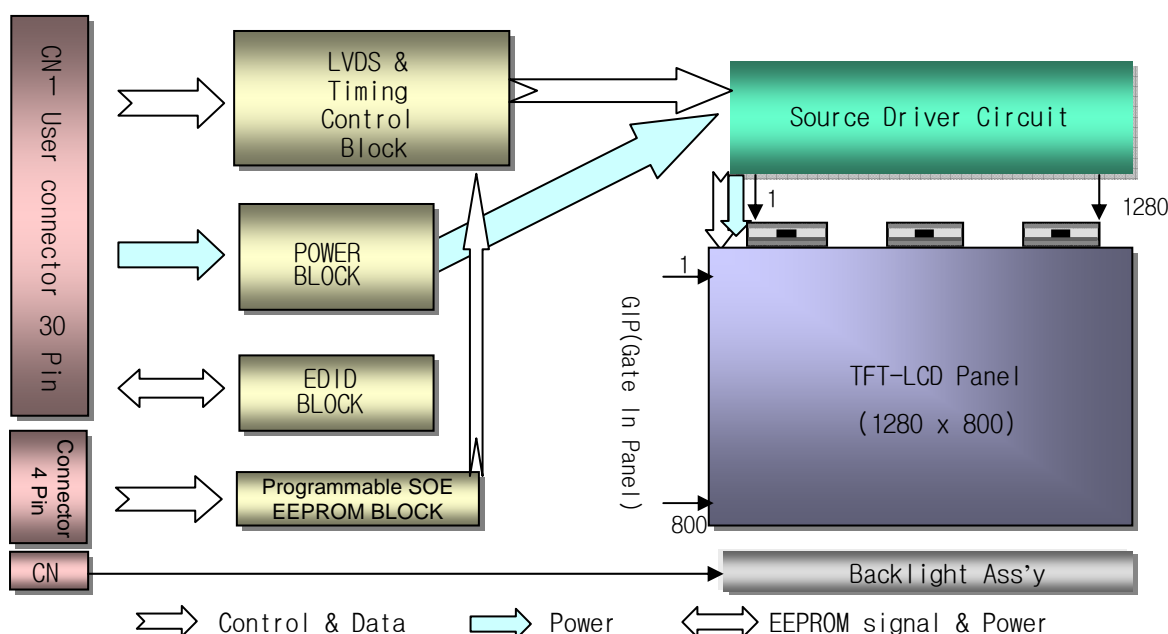 CN-1 User connector 30 Pin
LVDS &
Timing
Control
Block
Source Driver Circuit
1
1280
POWER
BLOCK
1
GIP(Gate In Panel)
EDID
BLOCK
TFT-LCD Panel
(1280 x 800)
Connector
4 Pin
Programmable SOE
EEPROM BLOCK
800
CN
Backlight Ass'y
Control & Data
Power
EEPROM signal & Power